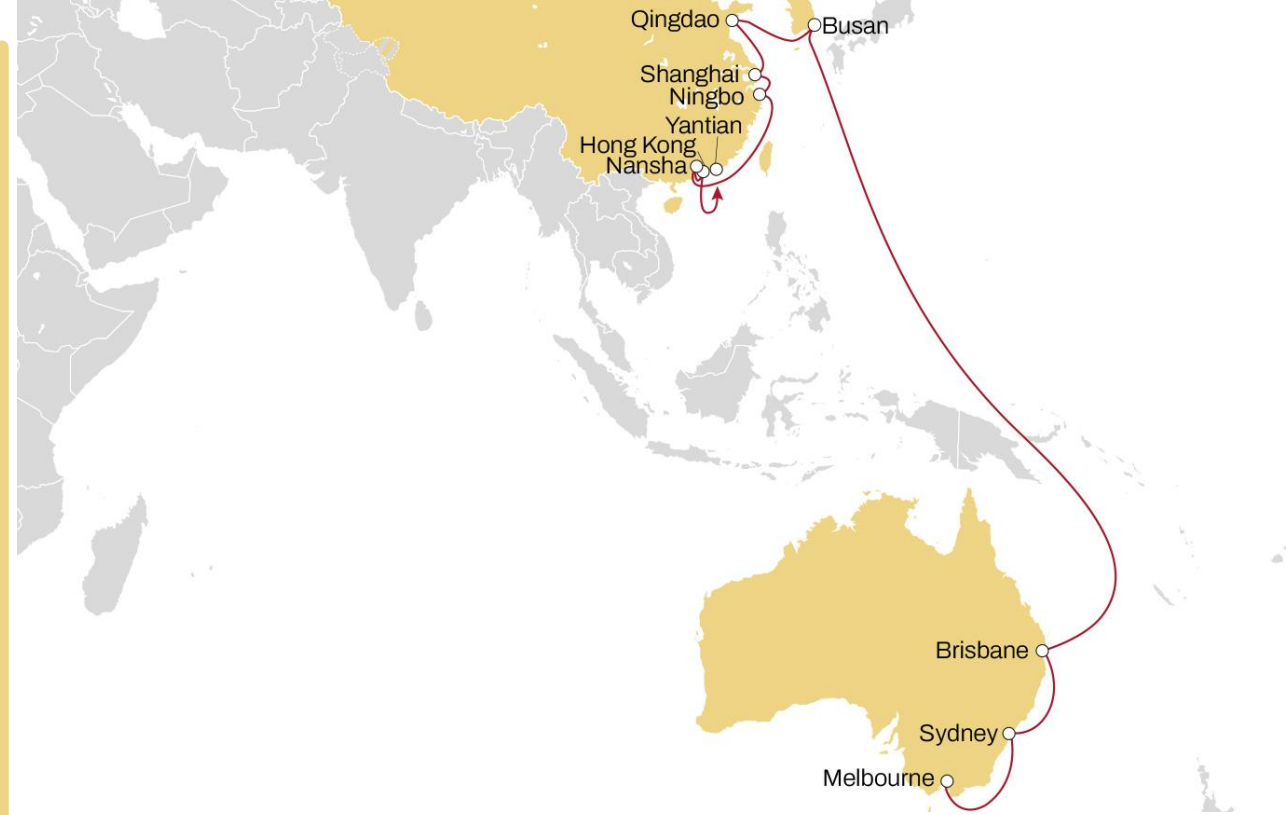 Qingdao
Busan
Shanghai
Ningbo
Yantian
Hong Kong
Nansha
Brisbane
Sydney
Melbourne